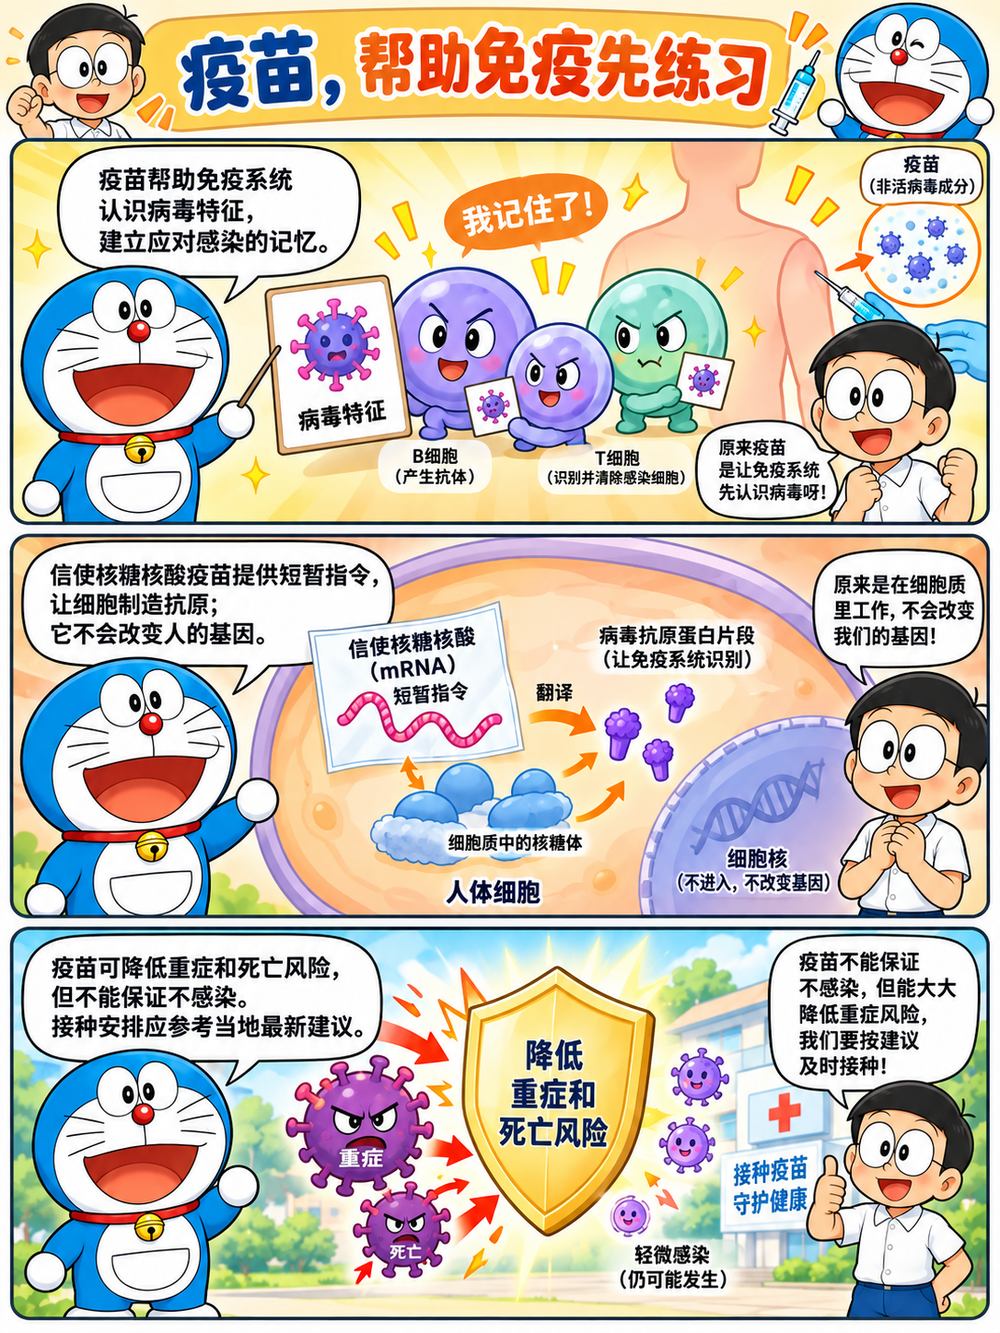 疫苗，帮助免疫先练习
疫苗帮助免疫系统
认识病毒特征，
建立应对感染的记忆。
我记住了！
疫苗
（非活病毒成分）
病毒特征
B细胞
（产生抗体）
T细胞
（识别并清除感染细胞）
原来疫苗
是让免疫系统
先认识病毒呀！
信使核糖核酸疫苗提供短暂指令，
让细胞制造抗原；
它不会改变人的基因。
信使核糖核酸
（mRNA）
短暂指令
翻译
病毒抗原蛋白片段
（让免疫系统识别）
原来是在细胞质
里工作，不会改变
我们的基因！
细胞质中的核糖体
人体细胞
细胞核
（不进入，不改变基因）
疫苗可降低重症和死亡风险，
但不能保证不感染。
接种安排应参考当地最新建议。
重症
死亡
降低
重症和
死亡风险
疫苗不能保证
不感染，但能大大
降低重症风险，
我们要按建议
及时接种！
接种疫苗
守护健康
轻微感染
（仍可能发生）